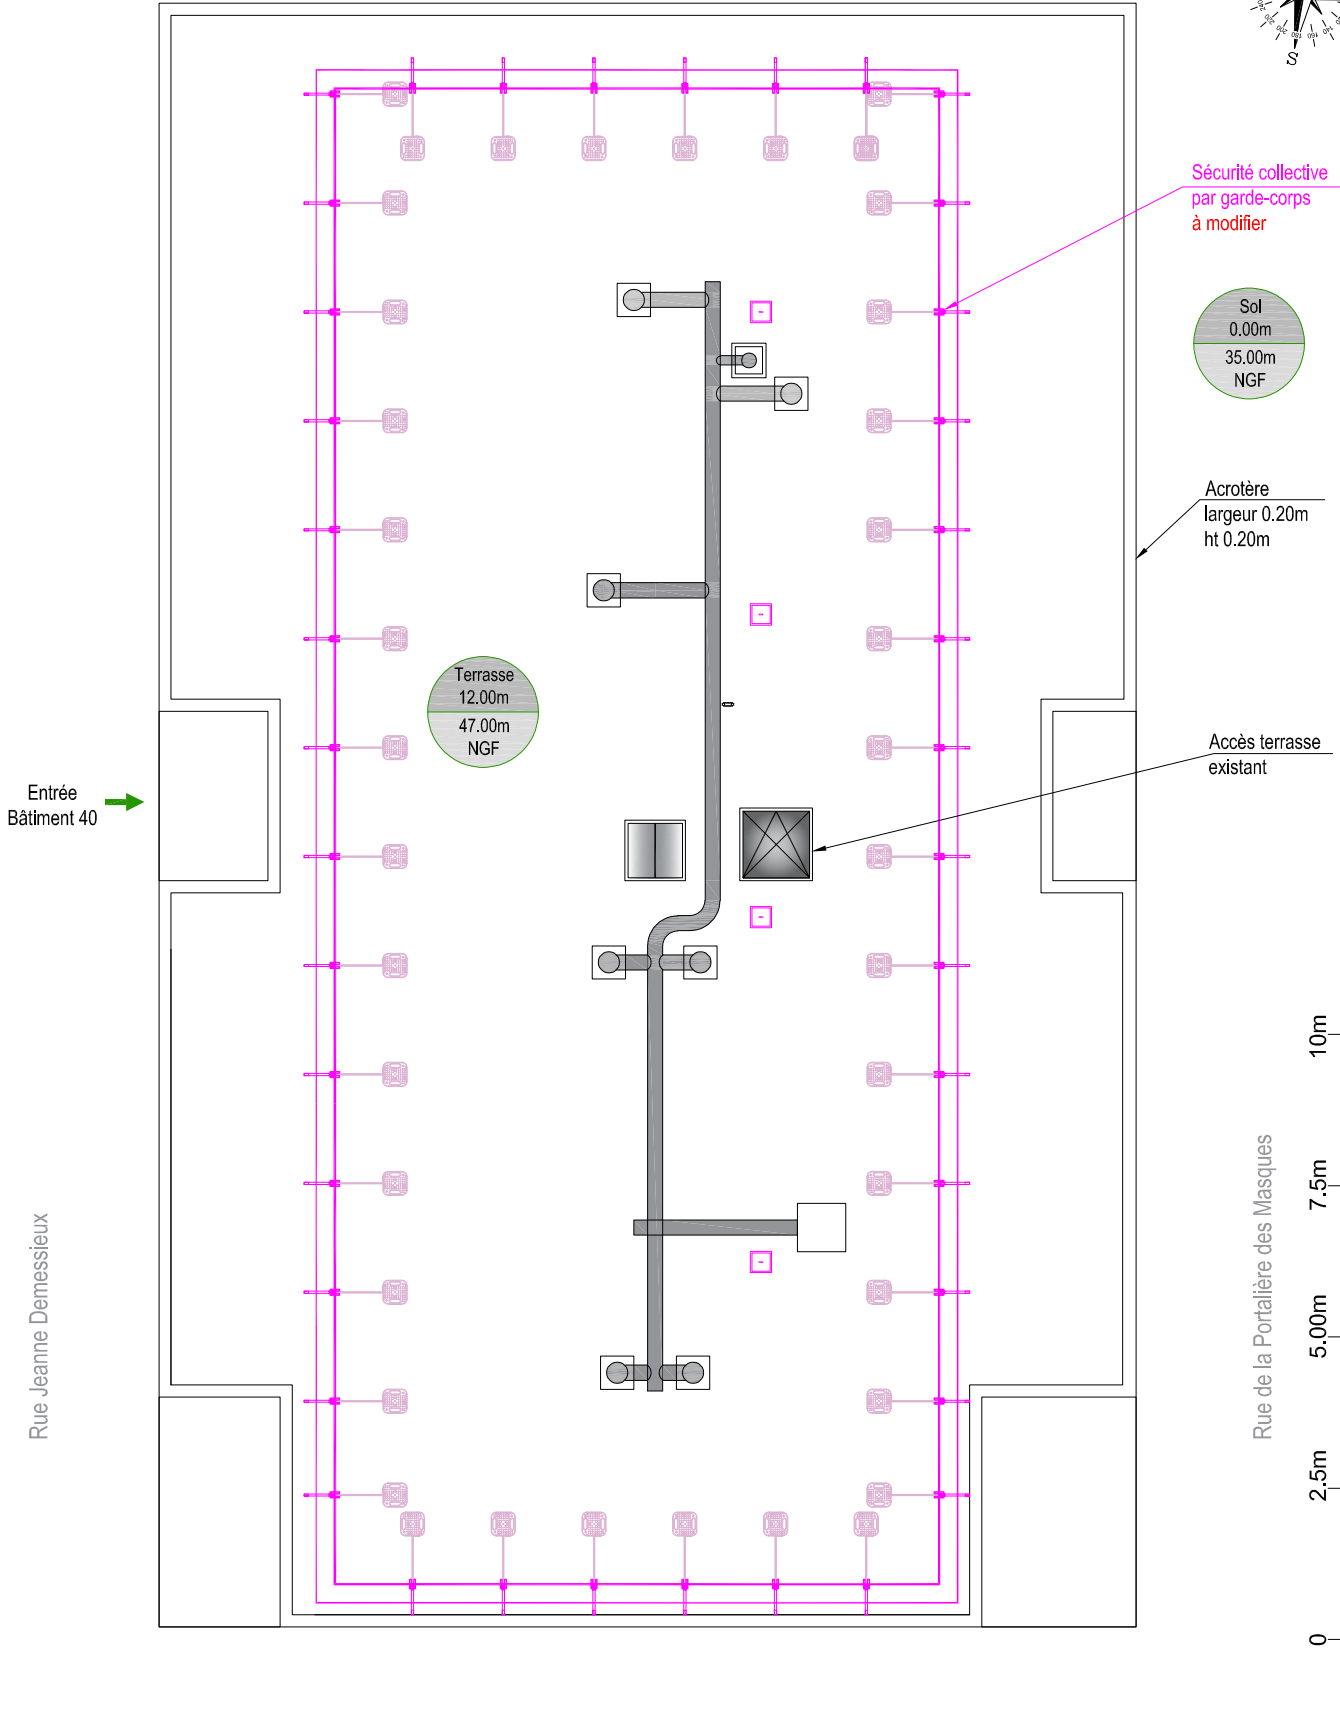 S
Sécurité collective
par garde-corps
à modifier
Sol
0.00m
35.00m
NGF
Acrotère
largeur 0.20m
ht 0.20m
Terrasse
12.00m
47.00m
NGF
Accès terrasse
existant
Entrée
Bâtiment 40
Rue Jeanne Demessieux
Rue de la Portalière des Masques
10m
7.5m
5.00m
2.5m
0